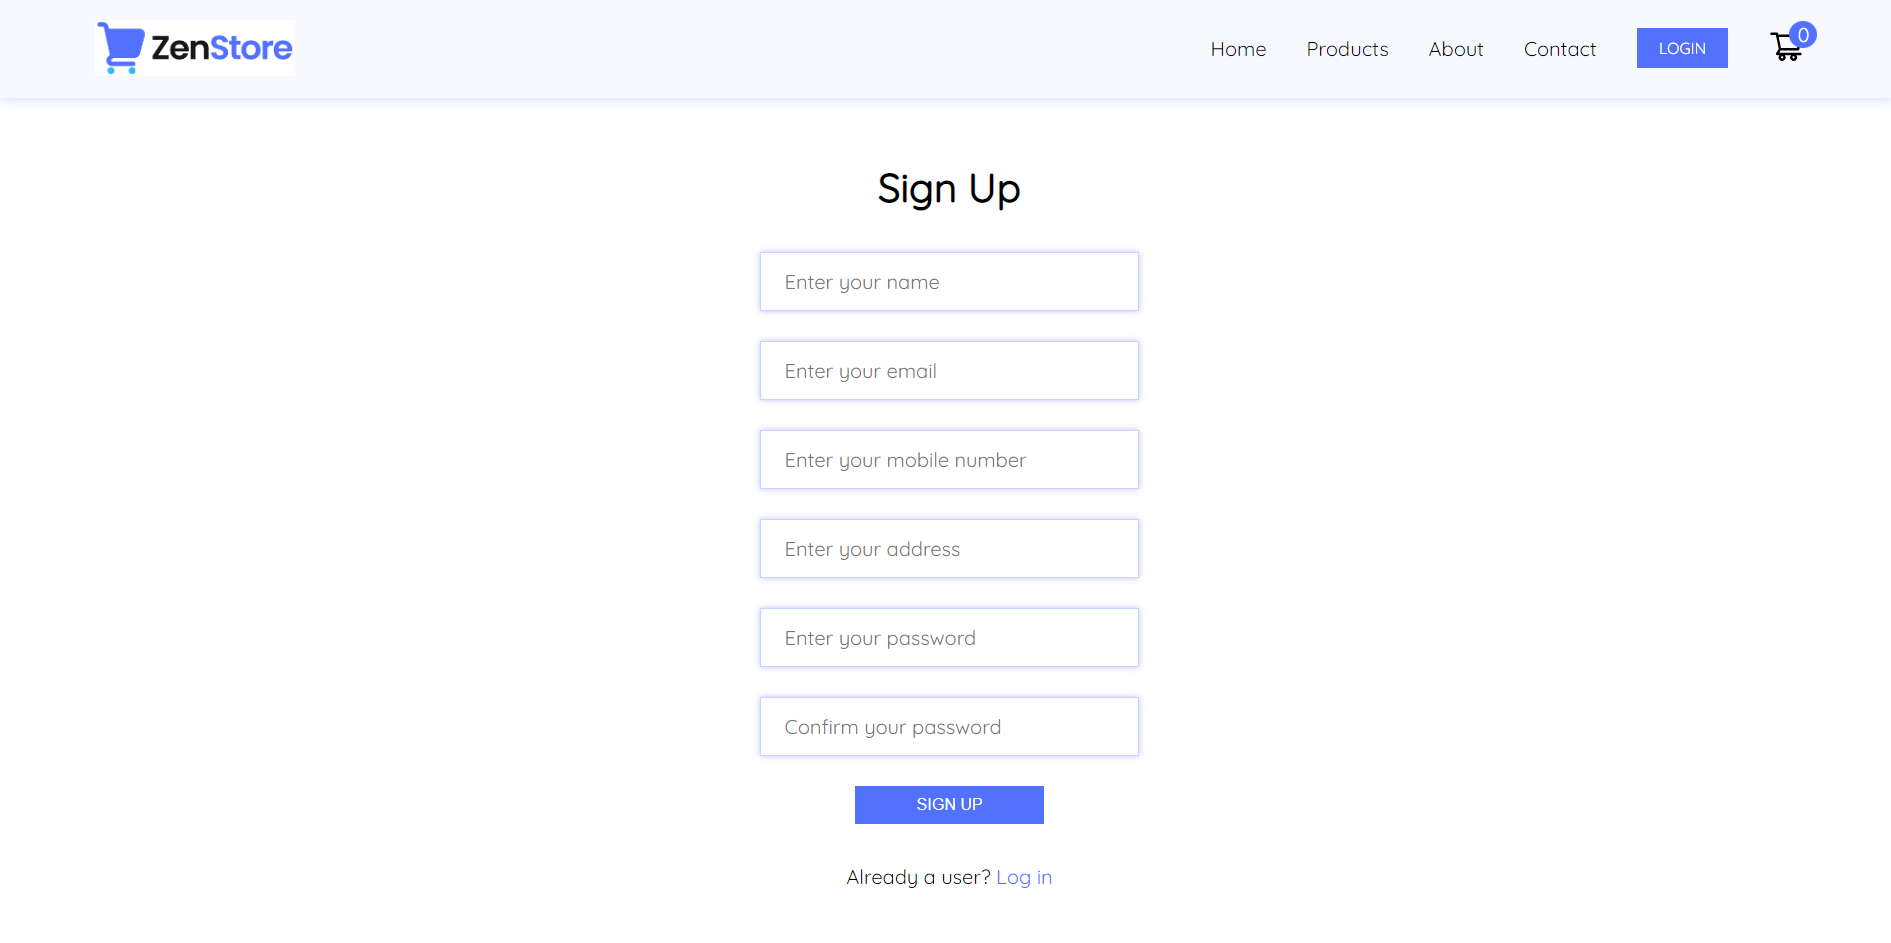 ZenStore
Home Products About Contact LOGIN 0
Sign Up
Enter your name
Enter your email
Enter your mobile number
Enter your address
Enter your password
Confirm your password
SIGN UP
Already a user? Log in